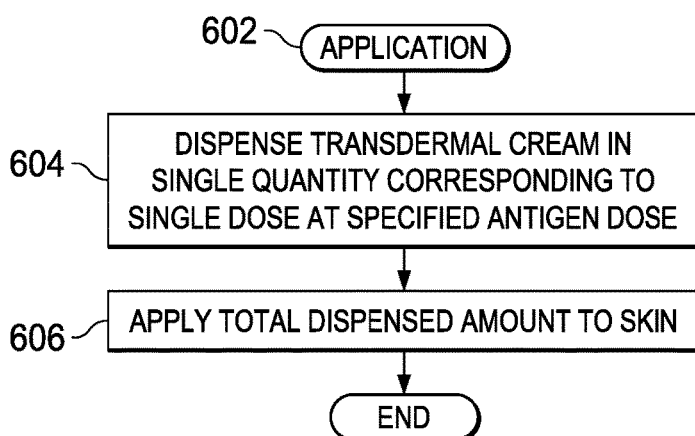 602
APPLICATION
604
DISPENSE TRANSDERMAL CREAM IN
SINGLE QUANTITY CORRESPONDING TO
SINGLE DOSE AT SPECIFIED ANTIGEN DOSE
606
APPLY TOTAL DISPENSED AMOUNT TO SKIN
END